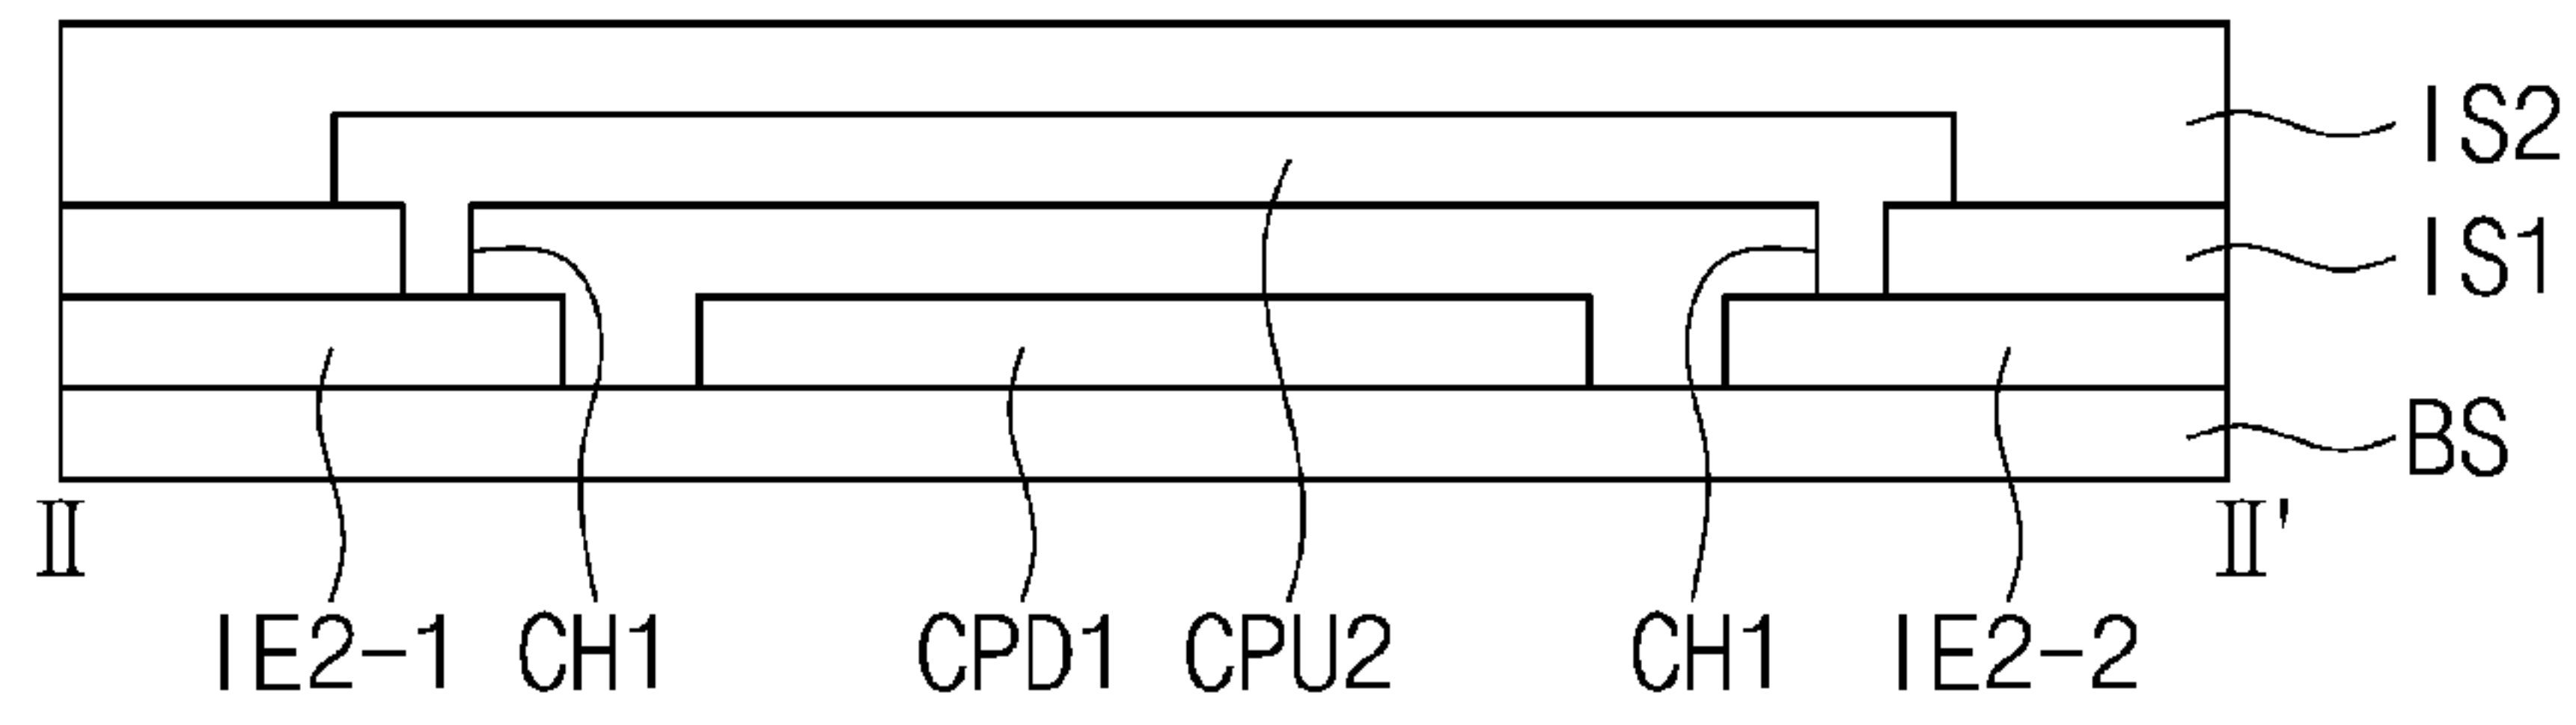 IS2
IS1
BS
Ⅱ Ⅱ'
IE2-1 CH1 CPD1 CPU2 CH1 IE2-2